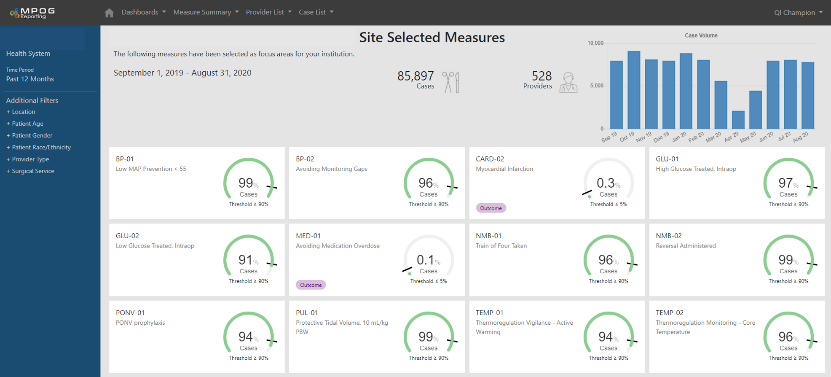 MPOG
Reporting
Dashboards
Measure Summary
Provider List
Case List
QI Champion
Health System
Time Period
Past 12 Months
Additional Filters
+ Location
+ Patient Age
+ Patient Gender
+ Patient Race/Ethnicity
+ Provider Type
+ Surgical Service
Site Selected Measures
The following measures have been selected as focus areas for your institution.
September 1, 2019 - August 31, 2020
85,897
Cases
528
Providers
Case Volume
10,000
5,000
0
Sep 19
Oct 19
Nov 19
Dec 19
Jan 20
Feb 20
Mar 20
Apr 20
May 20
Jun 20
Jul 20
Aug 20
BP-01
Low MAP Prevention < 55
99%
Cases
Threshold ≥ 90%
BP-02
Avoiding Monitoring Gaps
96%
Cases
Threshold ≥ 90%
CARD-02
Myocardial Infarction
Outcome
0.3%
Cases
Threshold ≤ 5%
GLU-01
High Glucose Treated, Intraop
97%
Cases
Threshold ≥ 90%
GLU-02
Low Glucose Treated, Intraop
91%
Cases
Threshold ≥ 90%
MED-01
Avoiding Medication Overdose
Outcome
0.1%
Cases
Threshold ≤ 5%
NMB-01
Train of Four Taken
96%
Cases
Threshold ≥ 90%
NMB-02
Reversal Administered
99%
Cases
Threshold ≥ 90%
PONV-01
PONV prophylaxis
94%
Cases
Threshold ≥ 90%
PUL-01
Protective Tidal Volume, 10 mL/kg
PBW
99%
Cases
Threshold ≥ 90%
TEMP-01
Thermoregulation Vigilance - Active
Warming
94%
Cases
Threshold ≥ 90%
TEMP-02
Thermoregulation Monitoring - Core
Temperature
96%
Cases
Threshold ≥ 90%